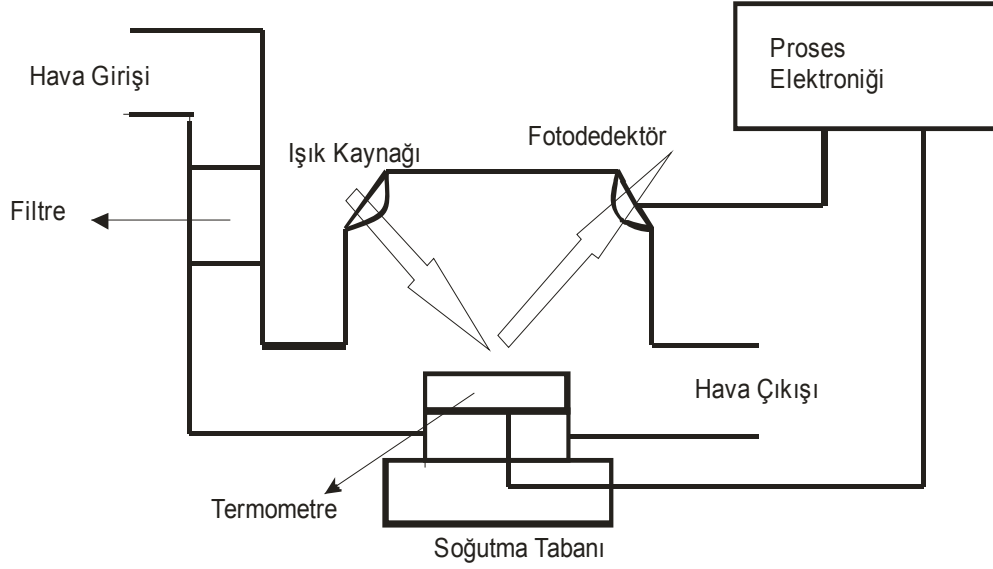 Hava Girişi
Proses
Elektroniği
Işık Kaynağı
Fotodedektör
Filtre
Hava Çıkışı
Termometre
Soğutma Tabanı